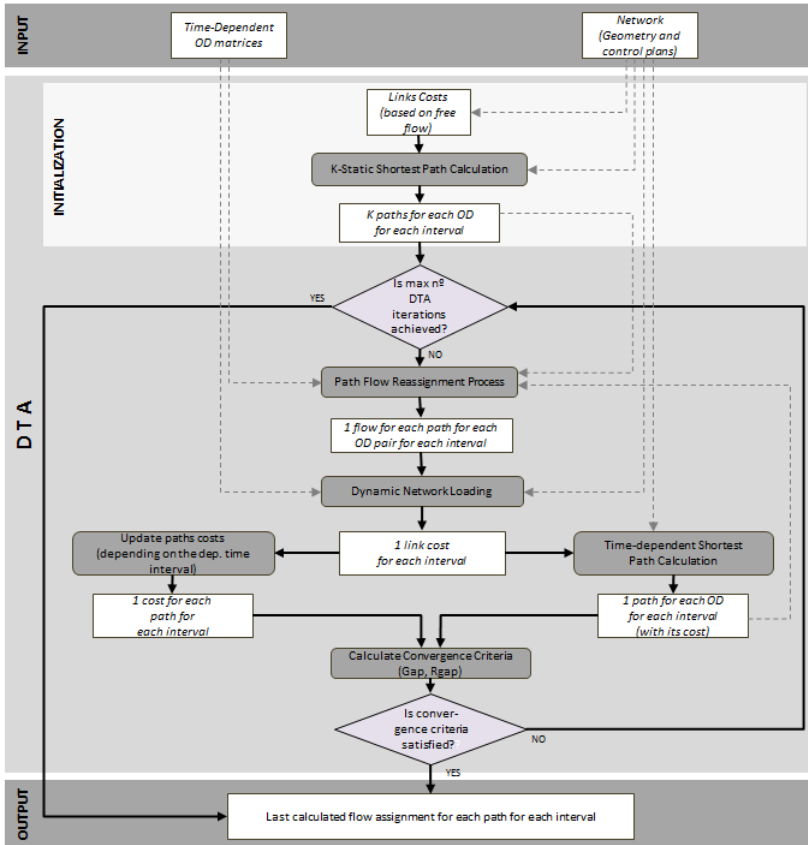 INPUT
Time-Dependent
OD matrices
Network
(Geometry and
control plans)
INITIALIZATION
Links Costs
(based on free
flow)
K-Static Shortest Path Calculation
K paths for each OD
for each interval
DTA
Is max nº
DTA
iterations
achieved?
YES
NO
Path Flow Reassignment Process
1 flow for each path for each
OD pair for each interval
Dynamic Network Loading
Update paths costs
(depending on the dep. time
interval)
1 link cost
for each interval
Time-dependent Shortest
Path Calculation
1 cost for each
path for
each interval
1 path for each OD
for each interval
(with its cost)
Calculate Convergence Criteria
(Gap, Rgap)
Is conver-
gence criteria
satisfied?
NO
YES
OUTPUT
Last calculated flow assignment for each path for each interval